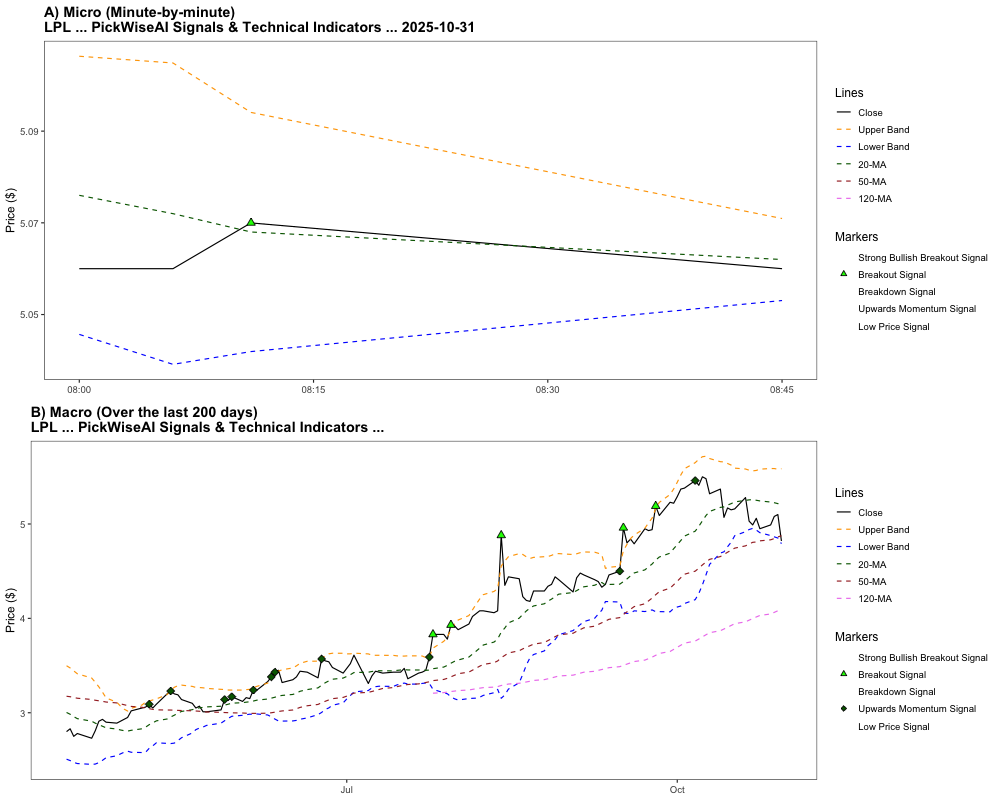 A) Micro (Minute-by-minute)
LPL ... PickWiseAI Signals & Technical Indicators ... 2025-10-31
Price ($)
5.09
5.07
5.05
08:00
08:15
08:30
08:45
Lines
Close
Upper Band
Lower Band
20-MA
50-MA
120-MA
Markers
Strong Bullish Breakout Signal
Breakout Signal
Breakdown Signal
Upwards Momentum Signal
Low Price Signal
B) Macro (Over the last 200 days)
LPL ... PickWiseAI Signals & Technical Indicators ...
Price ($)
5
4
3
Jul
Oct
Lines
Close
Upper Band
Lower Band
20-MA
50-MA
120-MA
Markers
Strong Bullish Breakout Signal
Breakout Signal
Breakdown Signal
Upwards Momentum Signal
Low Price Signal